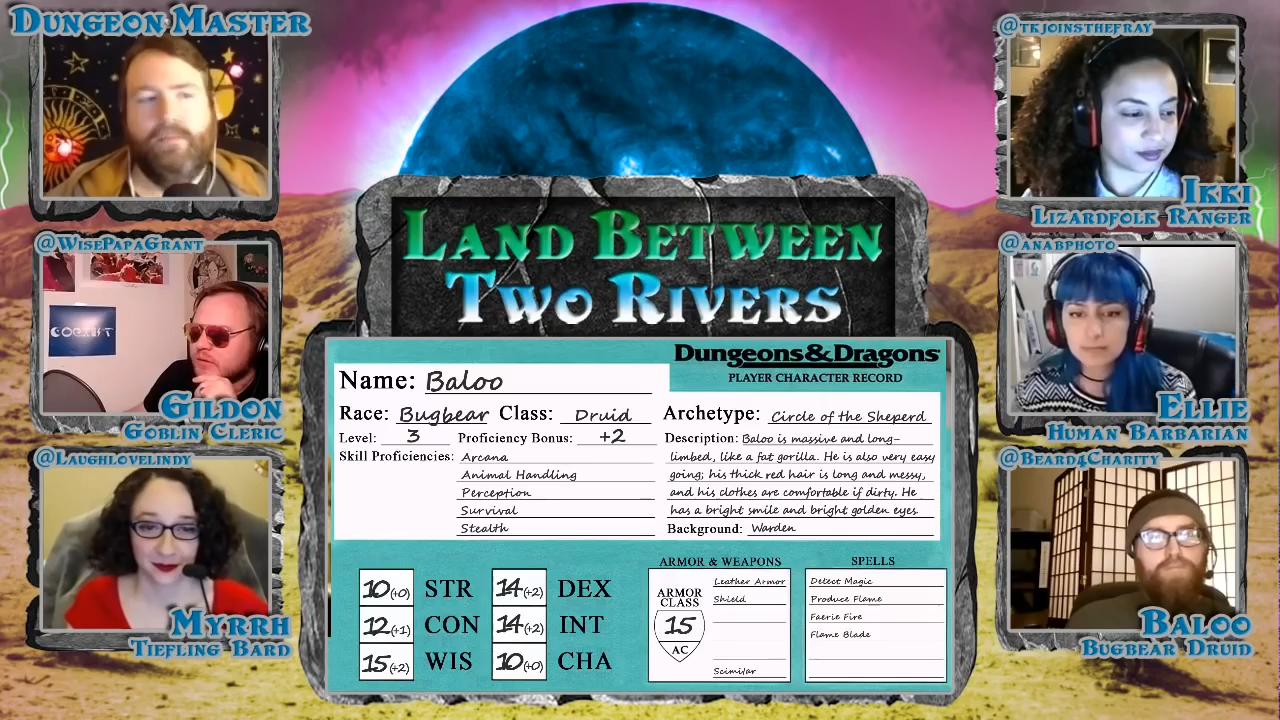 Dungeon Master
@WisePapaGrant
COEXIST
Gildon
Goblin Cleric
@Laughlovelindy
Myrrh
Tiefling Bard
Land Between
Two Rivers
Dungeons & Dragons
PLAYER CHARACTER RECORD
Name: Baloo
Race: Bugbear Class: Druid Archetype: Circle of the Sheperd
Level: 3 Proficiency Bonus: +2
Skill Proficiencies: Arcana
Animal Handling
Perception
Survival
Stealth
Description: Baloo is massive and long-
limbed, like a fat gorilla. He is also very easy
going; his thick red hair is long and messy,
and his clothes are comfortable if dirty. He
has a bright smile and bright golden eyes.
Background: Warden
10 (+0) STR 14 (+2) DEX
12 (+1) CON 14 (+2) INT
15 (+2) WIS 10 (+0) CHA
ARMOR & WEAPONS
ARMOR
CLASS
15
AC
Leather Armor
Shield
Scimilar
SPELLS
Detect Magic
Produce Flame
Faerie Fire
Flame Blade
@tkjoinsthefray
Ikki
Lizardfolk Ranger
@anabphoto
Ellie
Human Barbarian
@Beard4Charity
Baloo
Bugbear Druid